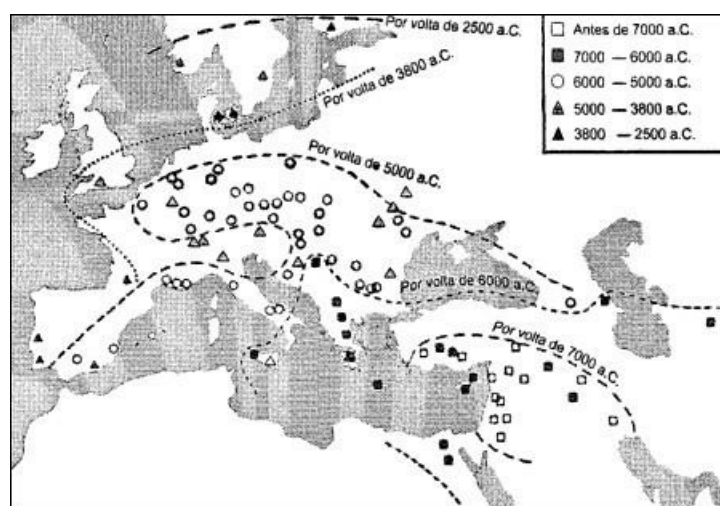 Por volta de 2500 a.C.
Por volta de 3800 a.C.
Por volta de 5000 a.C.
Por volta de 6000 a.C.
Por volta de 7000 a.C.
Antes de 7000 a.C.
7000 — 6000 a.C.
6000 — 5000 a.C.
5000 — 3800 a.C.
3800 — 2500 a.C.